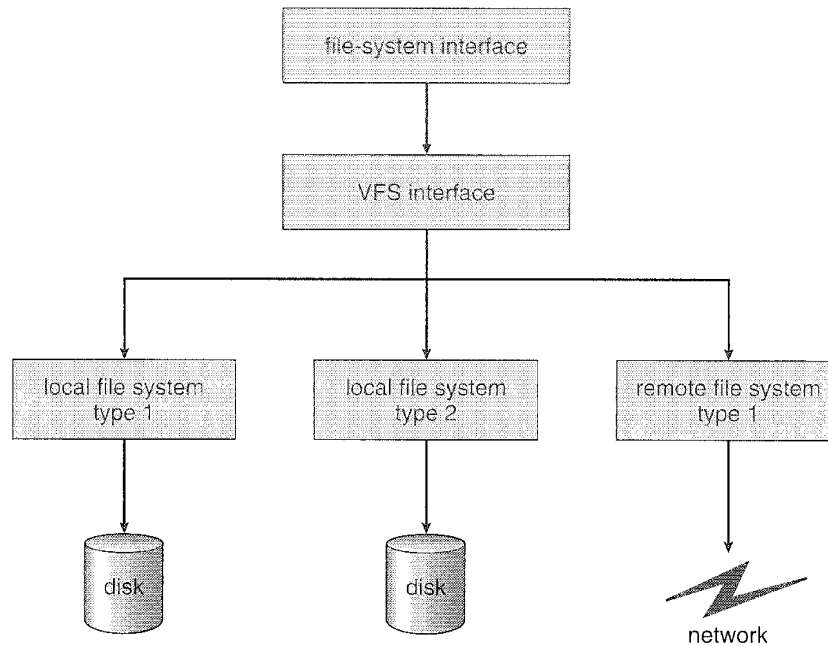 file-system interface
VFS interface
local file system
type 1
local file system
type 2
remote file system
type 1
disk
disk
network